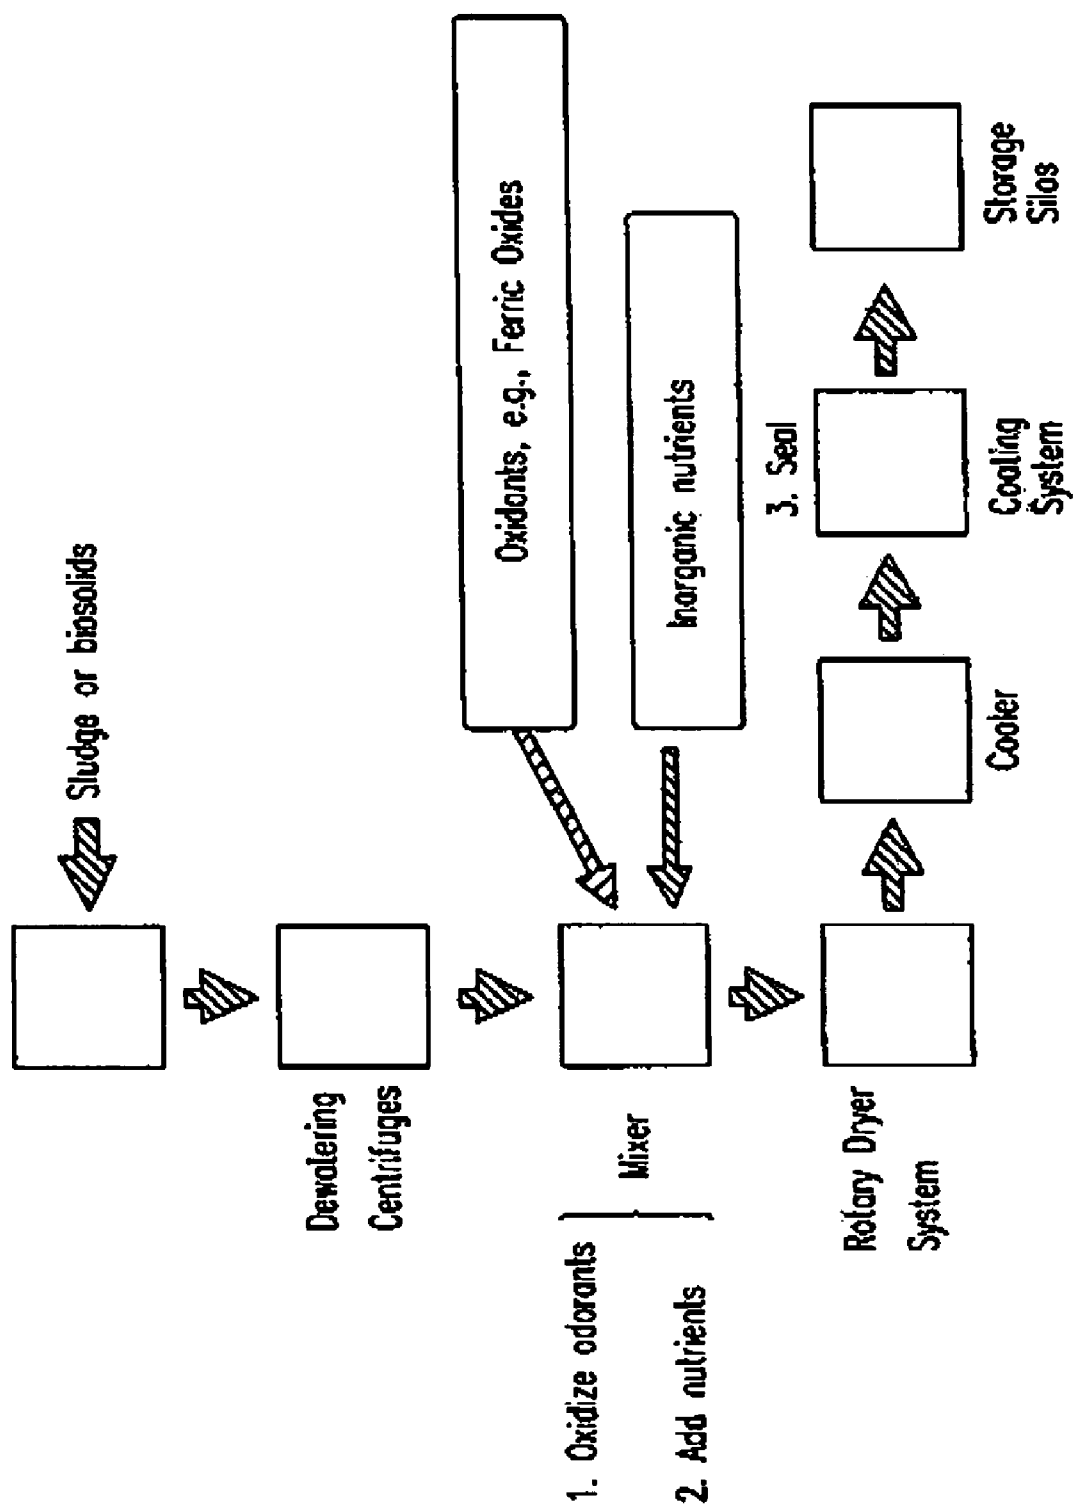 Sludge or biosolids
Dewatering
Centrifuges
Oxidants, e.g., Ferric Oxides
Inorganic nutrients
1. Oxidize odorants
2. Add nutrients
Mixer
Rotary Dryer
System
Cooler
3. Seal
Coating
System
Storage
Silos